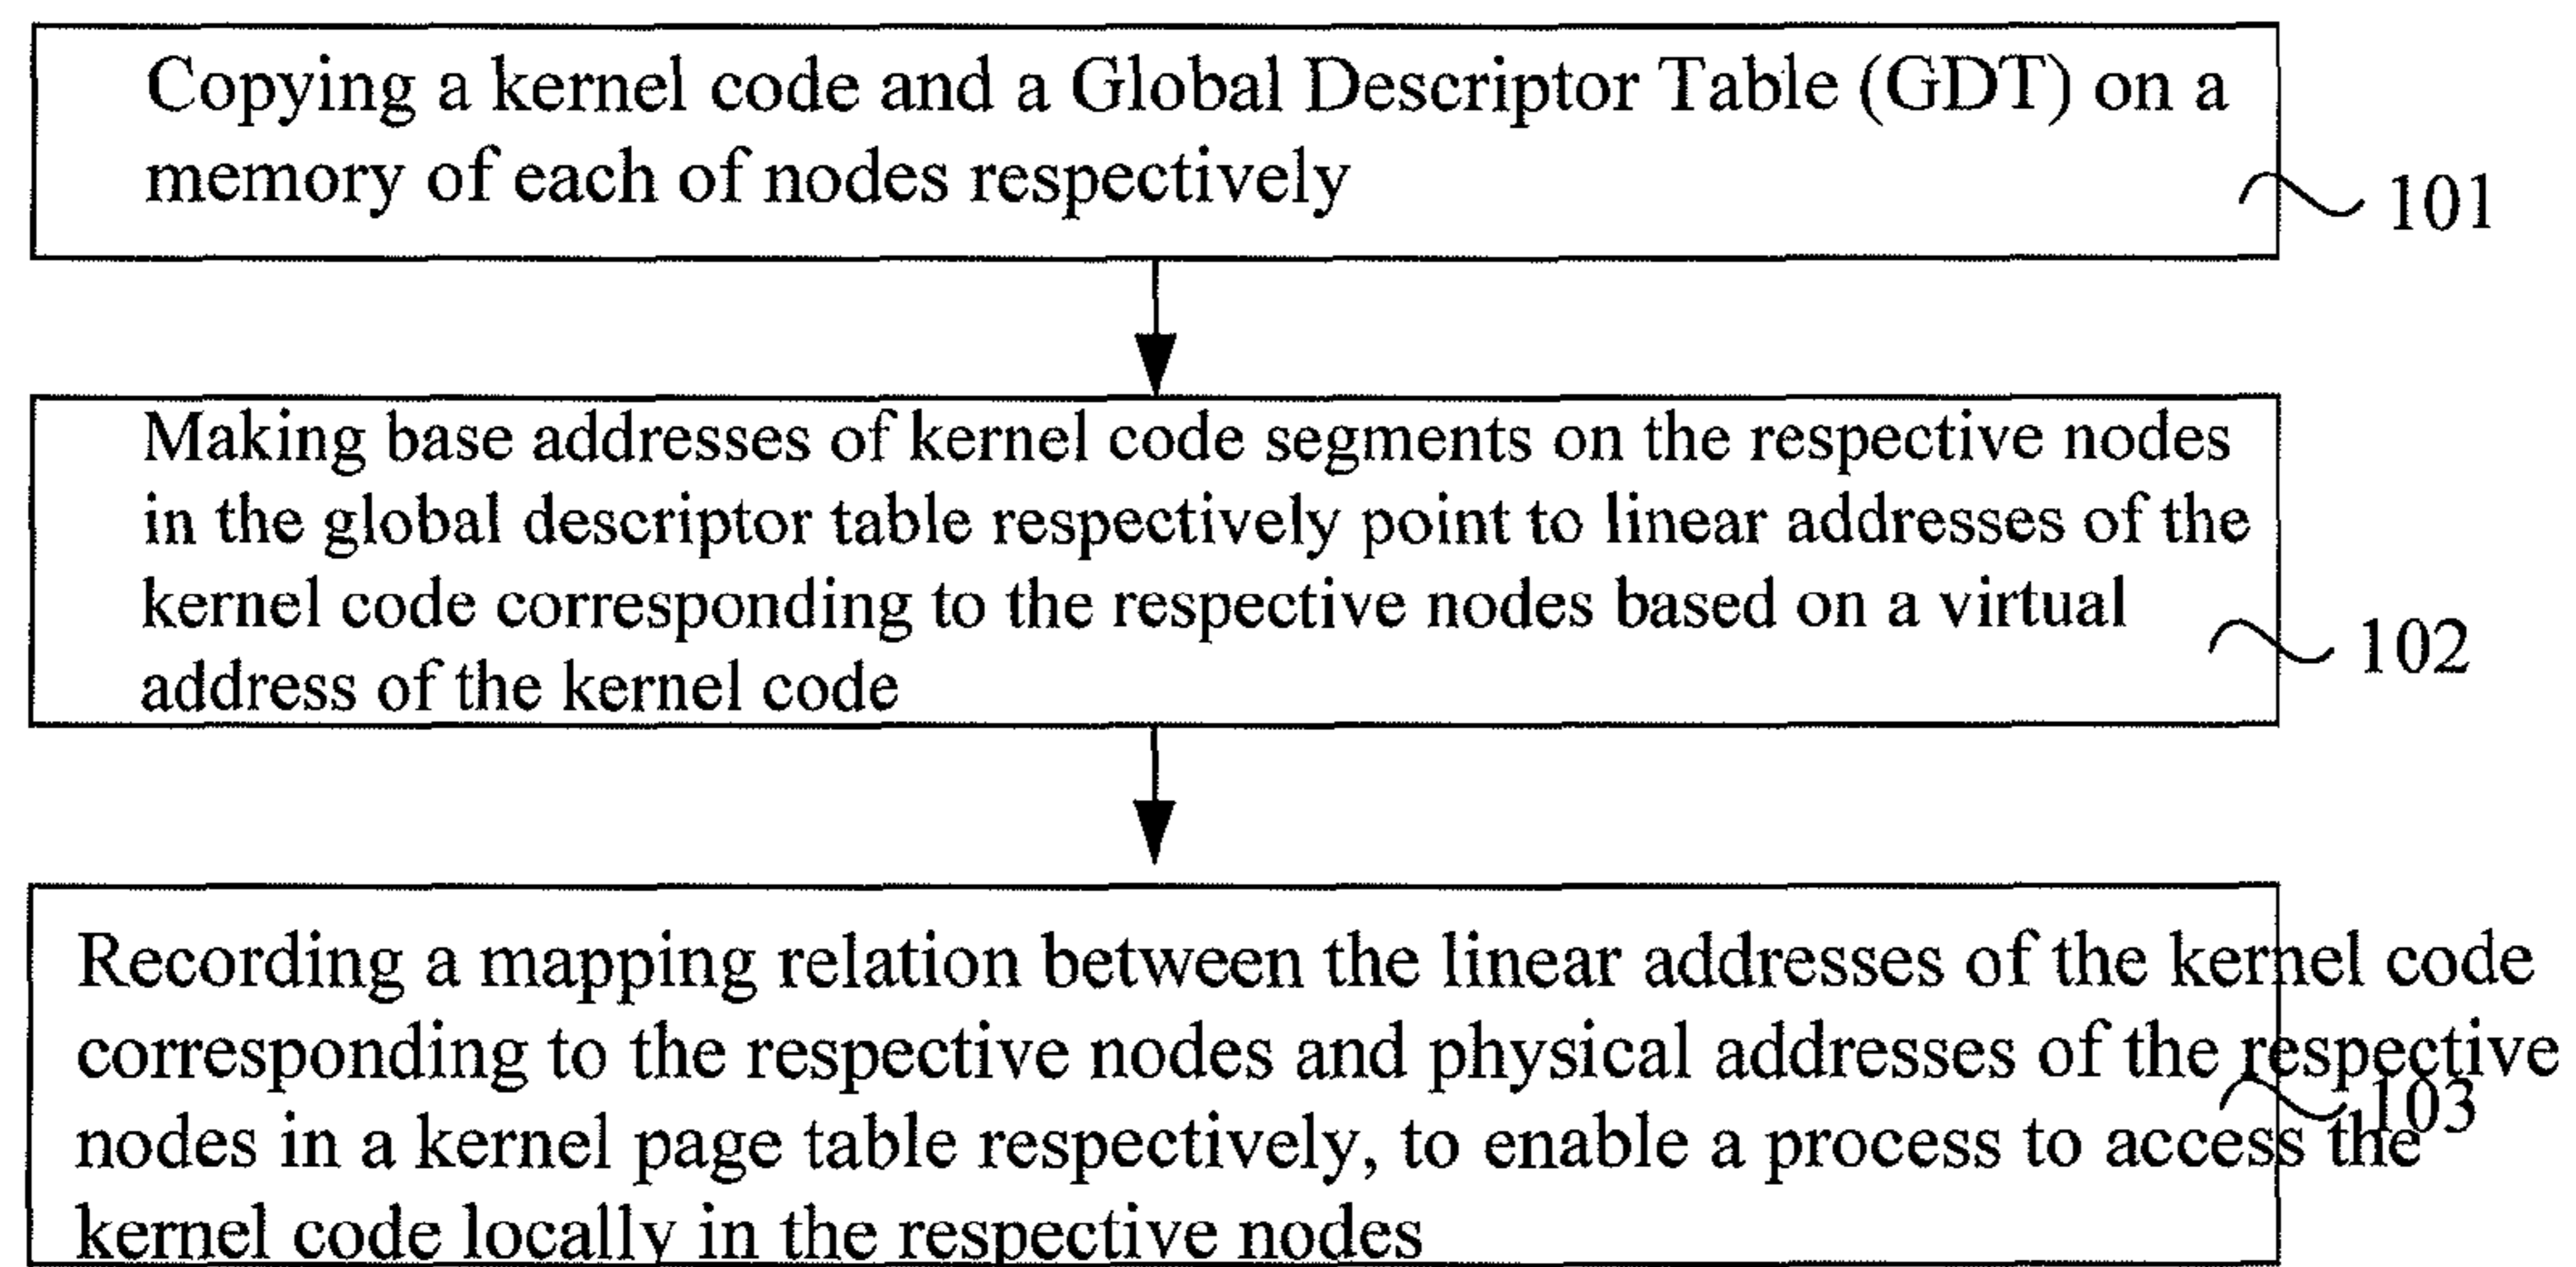 Copying a kernel code and a Global Descriptor Table (GDT) on a
memory of each of nodes respectively
101
Making base addresses of kernel code segments on the respective nodes
in the global descriptor table respectively point to linear addresses of the
kernel code corresponding to the respective nodes based on a virtual
address of the kernel code
102
Recording a mapping relation between the linear addresses of the kernel code
corresponding to the respective nodes and physical addresses of the respective
nodes in a kernel page table respectively, to enable a process to access the
kernel code locally in the respective nodes
103